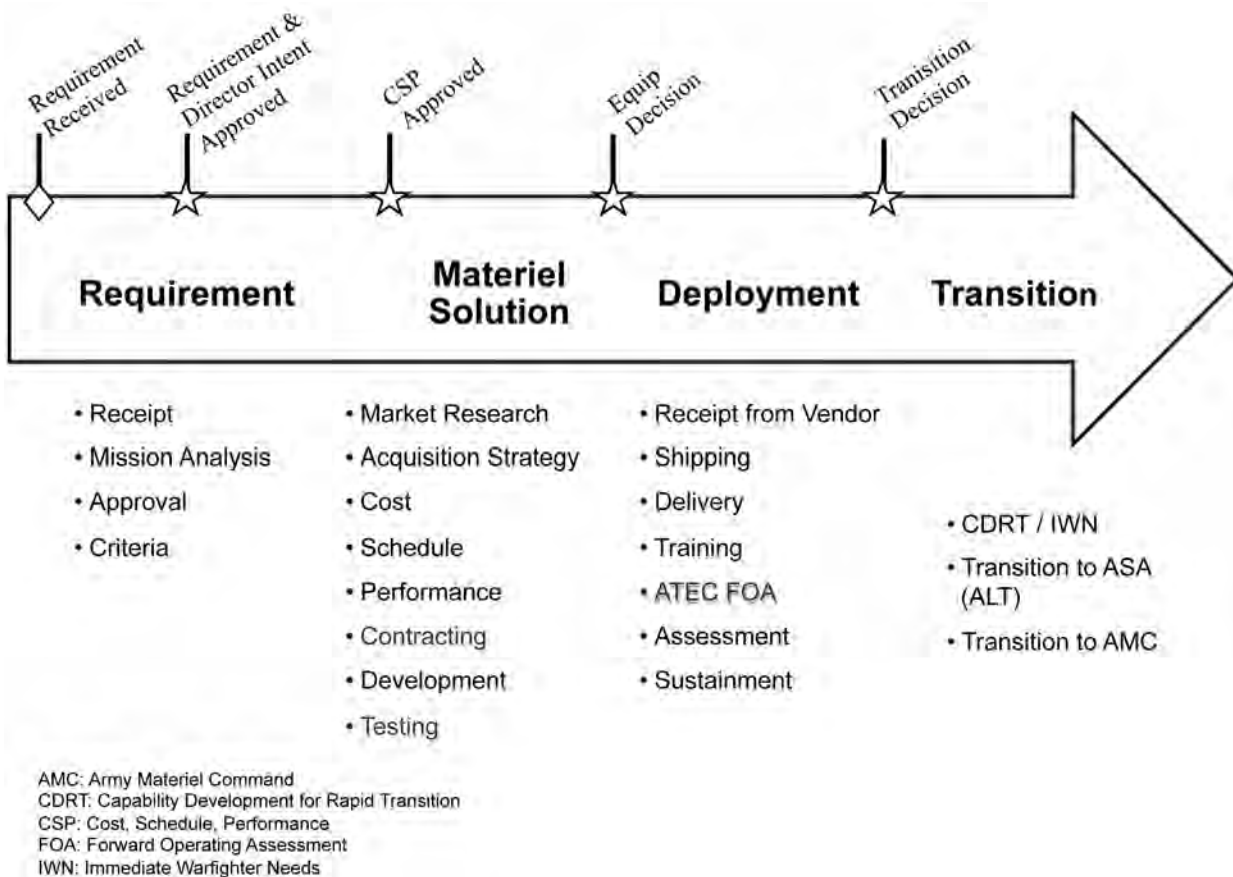 Requirement
Received
Requirement &
Director Intent
Approved
CSP
Approved
Equip
Decision
Tranisition
Decision
Requirement
Materiel
Solution
Deployment
Transition
• Receipt
• Mission Analysis
• Approval
• Criteria
• Market Research
• Acquisition Strategy
• Cost
• Schedule
• Performance
• Contracting
• Development
• Testing
• Receipt from Vendor
• Shipping
• Delivery
• Training
• ATEC FOA
• Assessment
• Sustainment
• CDRT / IWN
• Transition to ASA
(ALT)
• Transition to AMC
AMC: Army Materiel Command
CDRT: Capability Development for Rapid Transition
CSP: Cost, Schedule, Performance
FOA: Forward Operating Assessment
IWN: Immediate Warfighter Needs